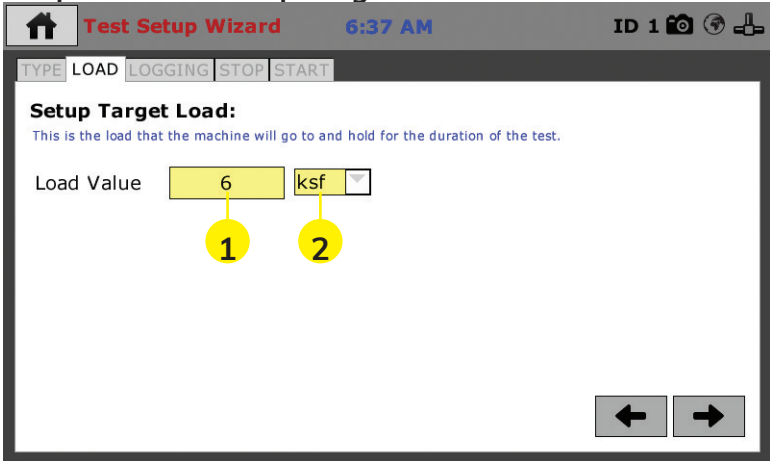 Test Setup Wizard 6:37 AM ID 1
TYPE LOAD LOGGING STOP START
Setup Target Load:
This is the load that the machine will go to and hold for the duration of the test.
Load Value 6 ksf
1 2